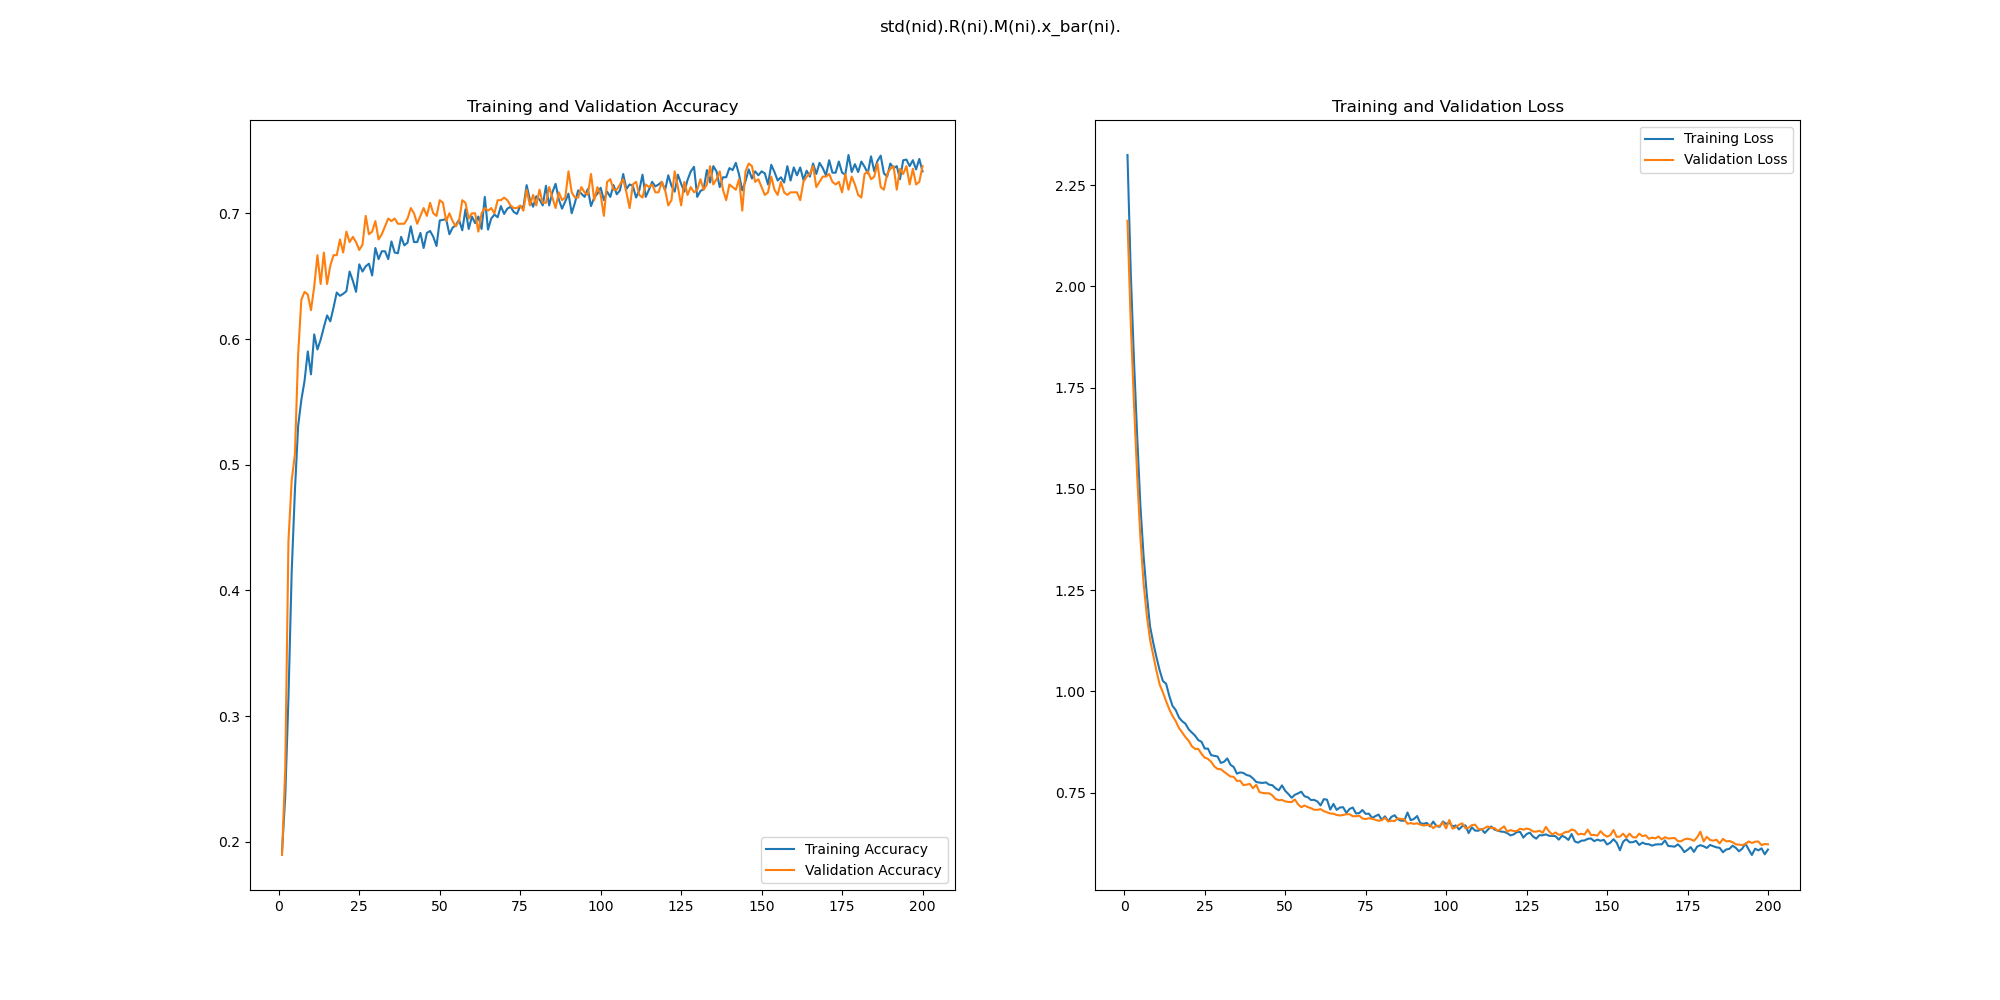 std(nid).R(ni).M(ni).x_bar(ni).
Training and Validation Accuracy
0.7
0.6
0.5
0.4
0.3
0.2
Training Accuracy
Validation Accuracy
0 25 50 75 100 125 150 175 200
Training and Validation Loss
Training Loss
Validation Loss
2.25
2.00
1.75
1.50
1.25
1.00
0.75
0 25 50 75 100 125 150 175 200